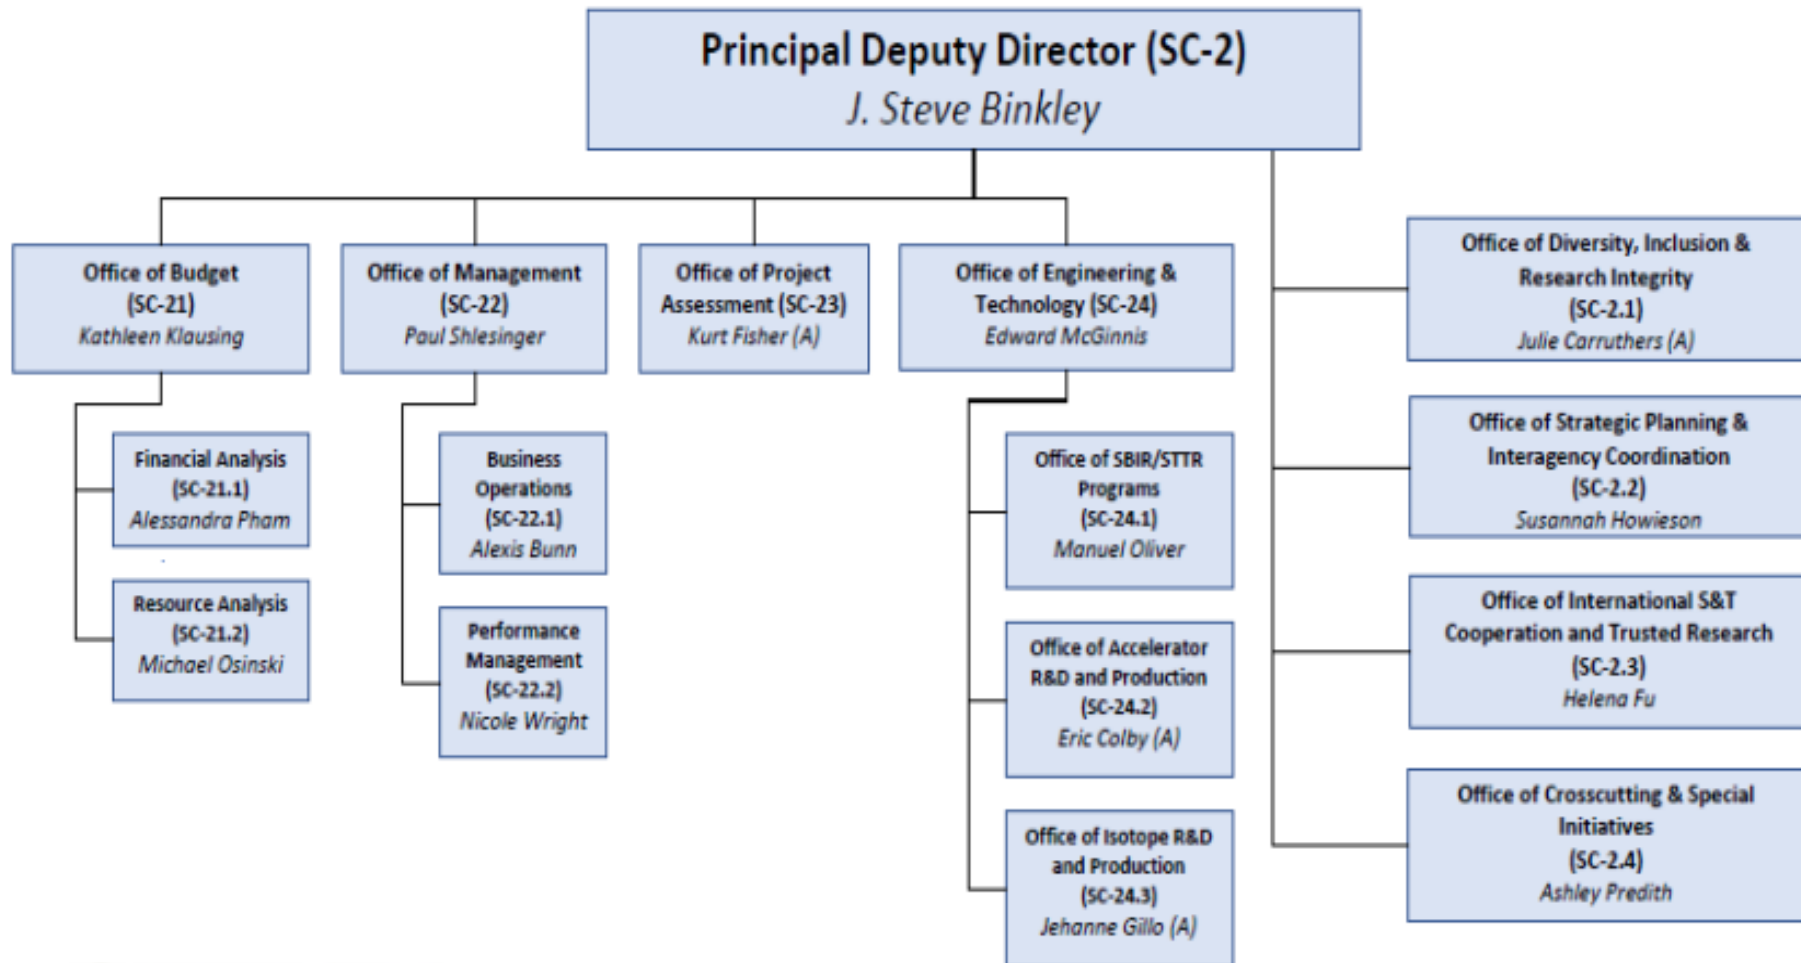 Principal Deputy Director (SC-2)
J. Steve Binkley
Office of Budget
(SC-21)
Kathleen Klausing
Office of Management
(SC-22)
Paul Shlesinger
Office of Project
Assessment (SC-23)
Kurt Fisher (A)
Office of Engineering &
Technology (SC-24)
Edward McGinnis
Financial Analysis
(SC-21.1)
Alessandra Pham
Resource Analysis
(SC-21.2)
Michael Osinski
Business
Operations
(SC-22.1)
Alexis Bunn
Performance
Management
(SC-22.2)
Nicole Wright
Office of SBIR/STTR
Programs
(SC-24.1)
Manuel Oliver
Office of Accelerator
R&D and Production
(SC-24.2)
Eric Colby (A)
Office of Isotope R&D
and Production
(SC-24.3)
Jehanne Gillo (A)
Office of Diversity, Inclusion &
Research Integrity
(SC-2.1)
Julie Carruthers (A)
Office of Strategic Planning &
Interagency Coordination
(SC-2.2)
Susannah Howieson
Office of International S&T
Cooperation and Trusted Research
(SC-2.3)
Helena Fu
Office of Crosscutting & Special
Initiatives
(SC-2.4)
Ashley Predith